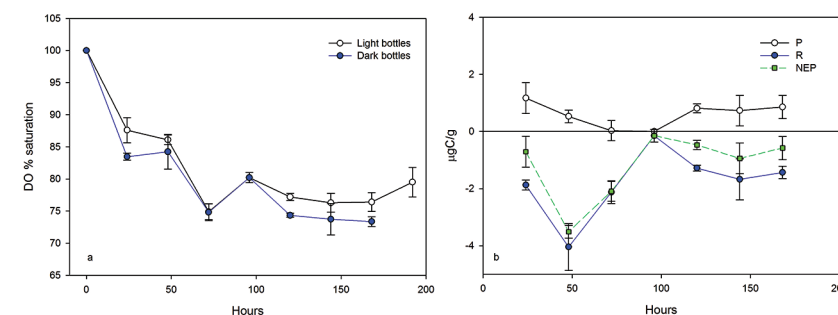 105
100
95
90
85
80
75
70
65
DO % saturation
Light bottles
Dark bottles
a
0 50 100 150 200
Hours
4
2
0
-2
-4
µgC/g
P
R
NEP
b
0 50 100 150 200
Hours